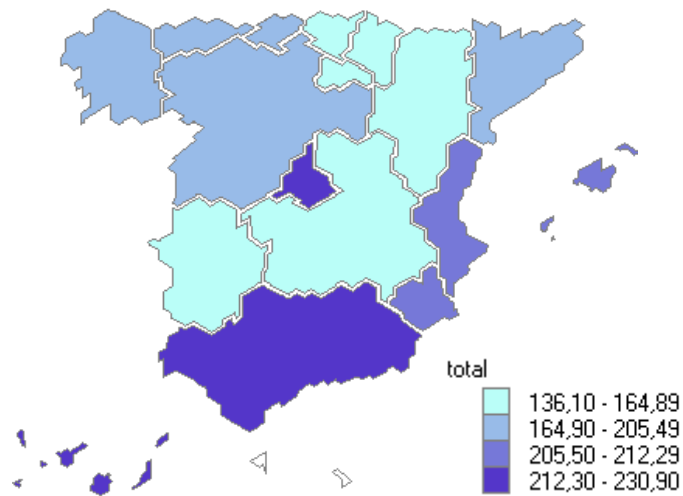 total
136,10 - 164,89
164,90 - 205,49
205,50 - 212,29
212,30 - 230,90